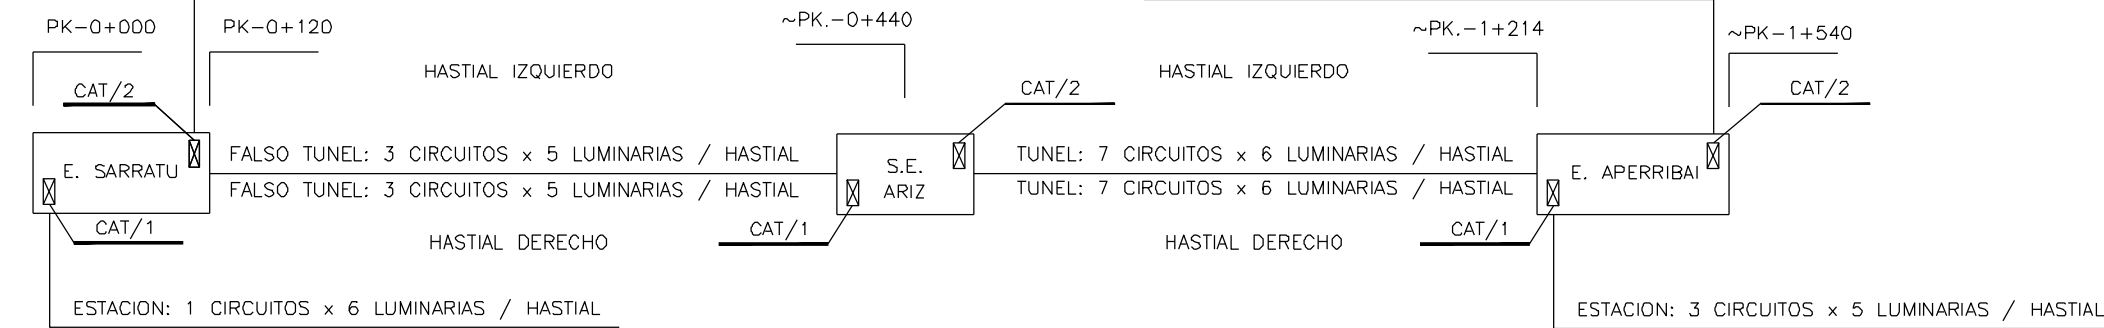 PK-0+000
PK-0+120
~PK.-0+440
~PK.-1+214
~PK-1+540
HASTIAL IZQUIERDO
HASTIAL IZQUIERDO
CAT/2
CAT/2
CAT/2
FALSO TUNEL: 3 CIRCUITOS x 5 LUMINARIAS / HASTIAL
TUNEL: 7 CIRCUITOS x 6 LUMINARIAS / HASTIAL
E. SARRATU
S.E.
ARIZ
E. APERRIBAI
FALSO TUNEL: 3 CIRCUITOS x 5 LUMINARIAS / HASTIAL
TUNEL: 7 CIRCUITOS x 6 LUMINARIAS / HASTIAL
CAT/1
CAT/1
CAT/1
HASTIAL DERECHO
HASTIAL DERECHO
ESTACION: 1 CIRCUITOS x 6 LUMINARIAS / HASTIAL
ESTACION: 3 CIRCUITOS x 5 LUMINARIAS / HASTIAL